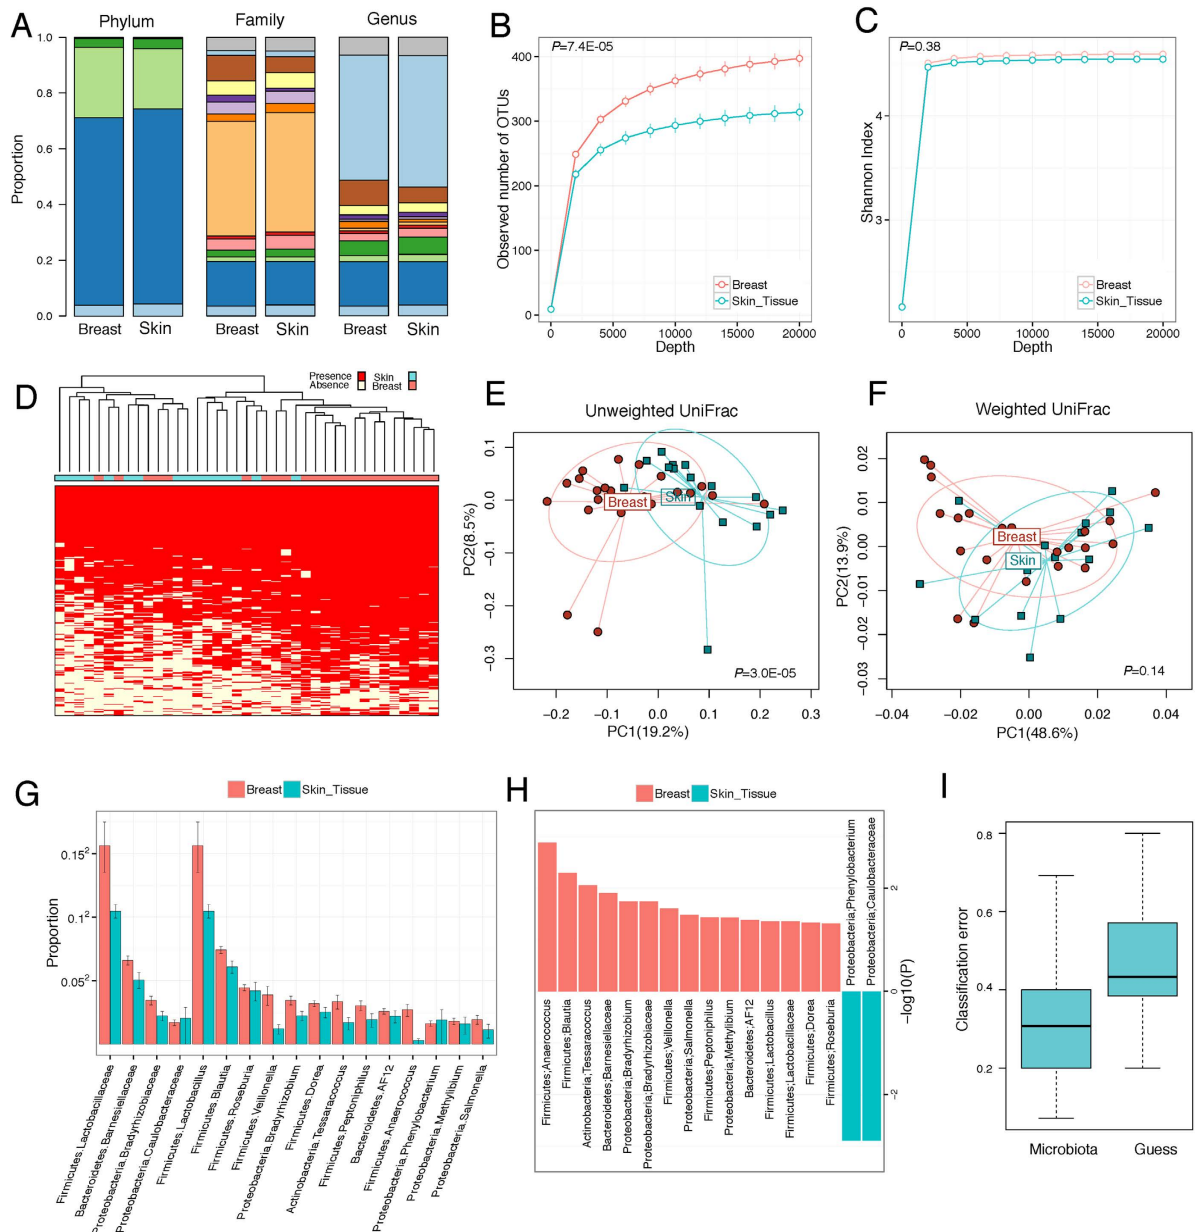 A
Phylum
Family
Genus
Proportion
1.0
0.8
0.6
0.4
0.2
0.0
Breast
Skin
Breast
Skin
Breast
Skin
B
P=7.4E-05
Observed number of OTUs
400
300
200
100
0
Breast
Skin_Tissue
0
5000
10000
15000
20000
Depth
C
P=0.38
Shannon Index
4
3
Breast
Skin_Tissue
0
5000
10000
15000
20000
Depth
D
Presence
Skin
Absence
Breast
E
Unweighted UniFrac
PC2(8.5%)
0.1
0.0
−0.1
−0.2
−0.3
Breast
Skin
P=3.0E-05
−0.2
−0.1
0.0
0.1
0.2
0.3
PC1(19.2%)
F
Weighted UniFrac
PC2(13.9%)
0.02
0.01
0.00
−0.01
−0.02
−0.03
Breast
Skin
P=0.14
−0.04
−0.02
0.00
0.02
0.04
PC1(48.6%)
G
Breast
Skin_Tissue
Proportion
0.15²
0.1²
0.05²
Firmicutes.Lactobacillaceae
Bacteroidetes.Barnesiellaceae
Proteobacteria.Bradyrhizobiaceae
Proteobacteria.Caulobacteraceae
Firmicutes.Lactobacillus
Firmicutes.Blautia
Firmicutes.Roseburia
Firmicutes.Veillonella
Proteobacteria.Bradyrhizobium
Firmicutes.Dorea
Actinobacteria.Tessaracoccus
Firmicutes.Peptoniphilus
Bacteroidetes.AF12
Firmicutes.Anaerococcus
Proteobacteria.Phenylobacterium
Proteobacteria.Methylibium
Proteobacteria.Salmonella
H
Breast
Skin_Tissue
Firmicutes;Anaerococcus
Firmicutes;Blautia
Actinobacteria;Tessaracoccus
Bacteroidetes;Barnesiellaceae
Proteobacteria;Bradyrhizobium
Proteobacteria;Bradyrhizobiaceae
Firmicutes;Veillonella
Proteobacteria;Salmonella
Firmicutes;Peptoniphilus
Proteobacteria;Methylibium
Bacteroidetes;AF12
Firmicutes;Lactobacillus
Firmicutes;Lactobacillaceae
Firmicutes;Dorea
Firmicutes;Roseburia
Proteobacteria;Phenylobacterium
Proteobacteria;Caulobacteraceae
2
0
−2
−log10(P)
I
Classification error
0.8
0.6
0.4
0.2
Microbiota
Guess